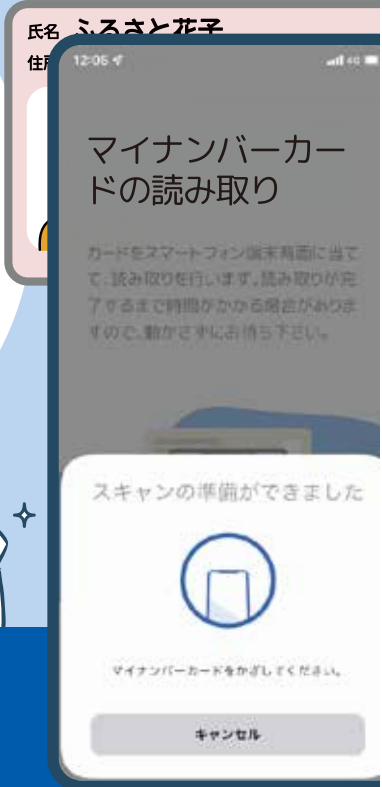 氏名 ふるさと花子
住所
12:05
4G
マイナンバーカー
ドの読み取り
カードをスマートフォン端末背面に当て
て、読み取りを行います。読み取りが完
了するまで時間がかかる場合がありま
すので、動かさずにお待ち下さい。
スキャンの準備ができました
マイナンバーカードをかざしてください。
キャンセル